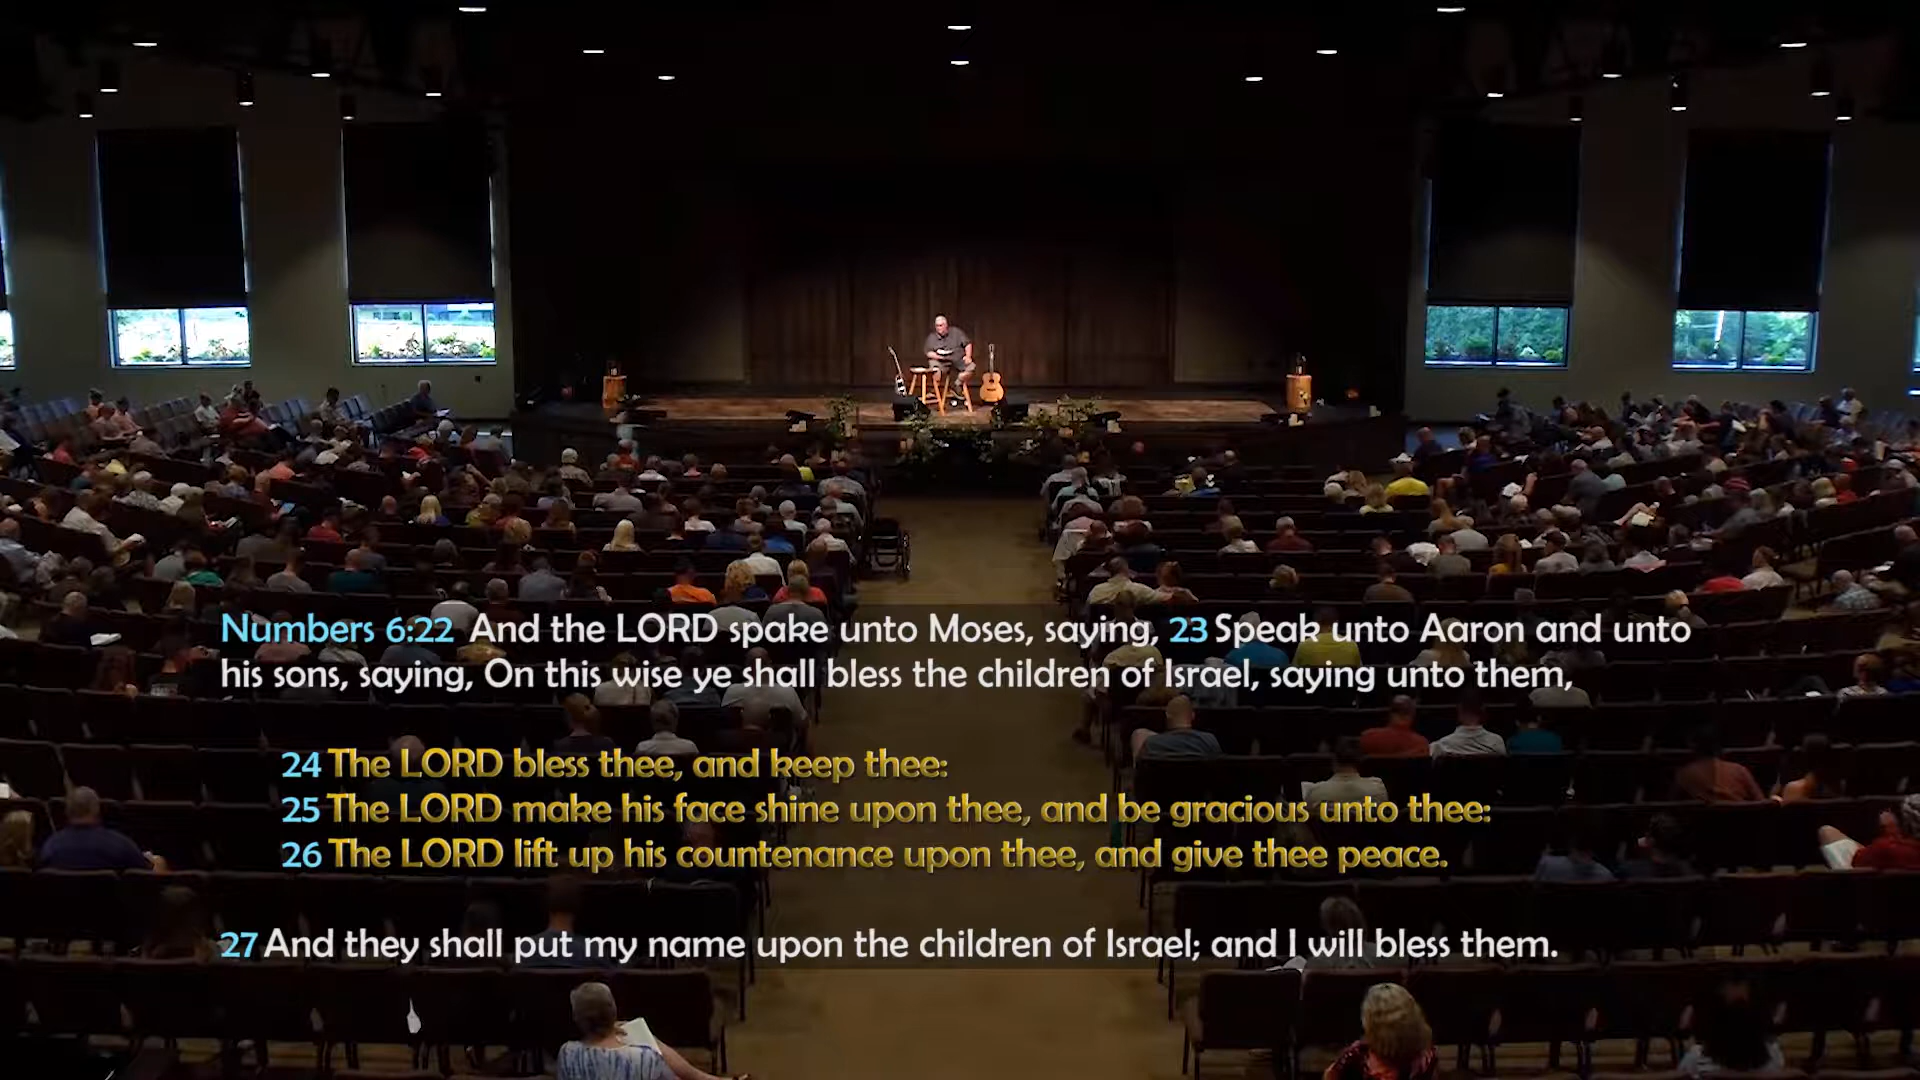 Numbers 6:22 And the LORD spake unto Moses, saying, 23 Speak unto Aaron and unto
his sons, saying, On this wise ye shall bless the children of Israel, saying unto them,
24 The LORD bless thee, and keep thee:
25 The LORD make his face shine upon thee, and be gracious unto thee:
26 The LORD lift up his countenance upon thee, and give thee peace.
27 And they shall put my name upon the children of Israel; and I will bless them.